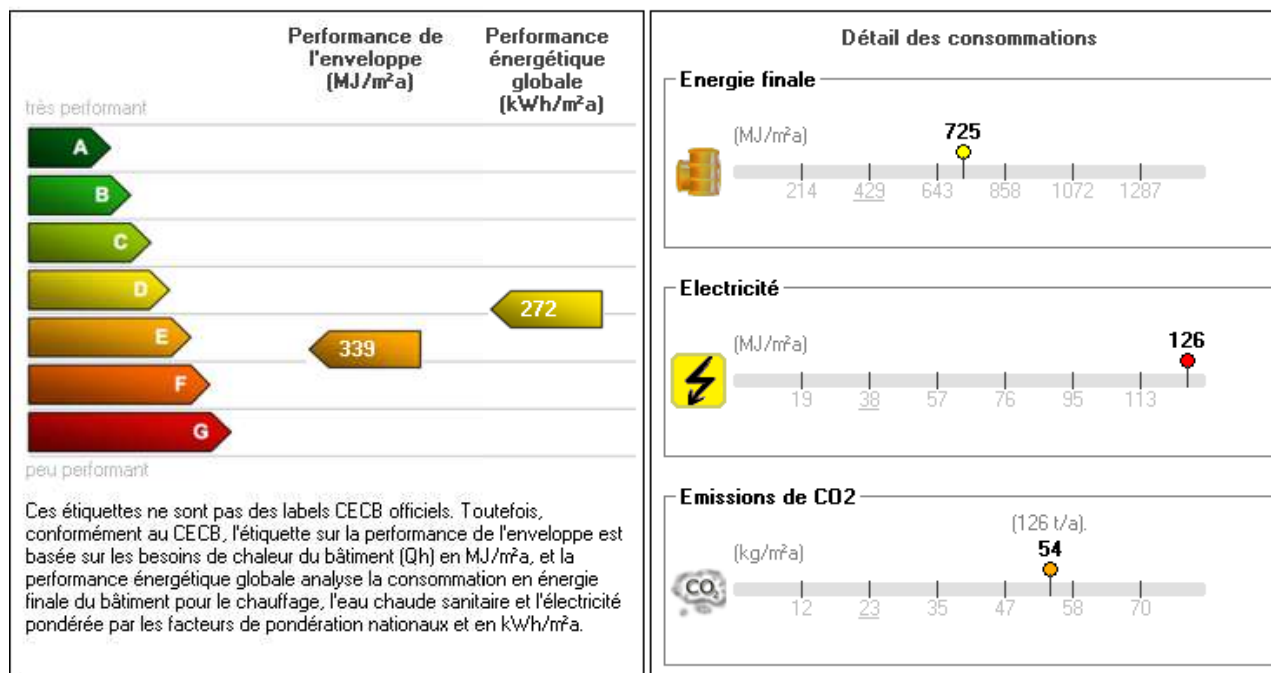 Performance de
l'enveloppe
(MJ/m²a)
Performance
énergétique
globale
(kWh/m²a)
très performant
A
B
C
D
E
F
G
339
272
peu performant
Ces étiquettes ne sont pas des labels CECB officiels. Toutefois,
conformément au CECB, l'étiquette sur la performance de l'enveloppe est
basée sur les besoins de chaleur du bâtiment (Qh) en MJ/m²a, et la
performance énergétique globale analyse la consommation en énergie
finale du bâtiment pour le chauffage, l'eau chaude sanitaire et l'électricité
pondérée par les facteurs de pondération nationaux et en kWh/m²a.
Détail des consommations
Energie finale
(MJ/m²a)
725
214 429 643 858 1072 1287
Electricité
(MJ/m²a)
126
19 38 57 76 95 113
Emissions de CO2
(126 t/a).
(kg/m²a)
54
CO₂
12 23 35 47 58 70